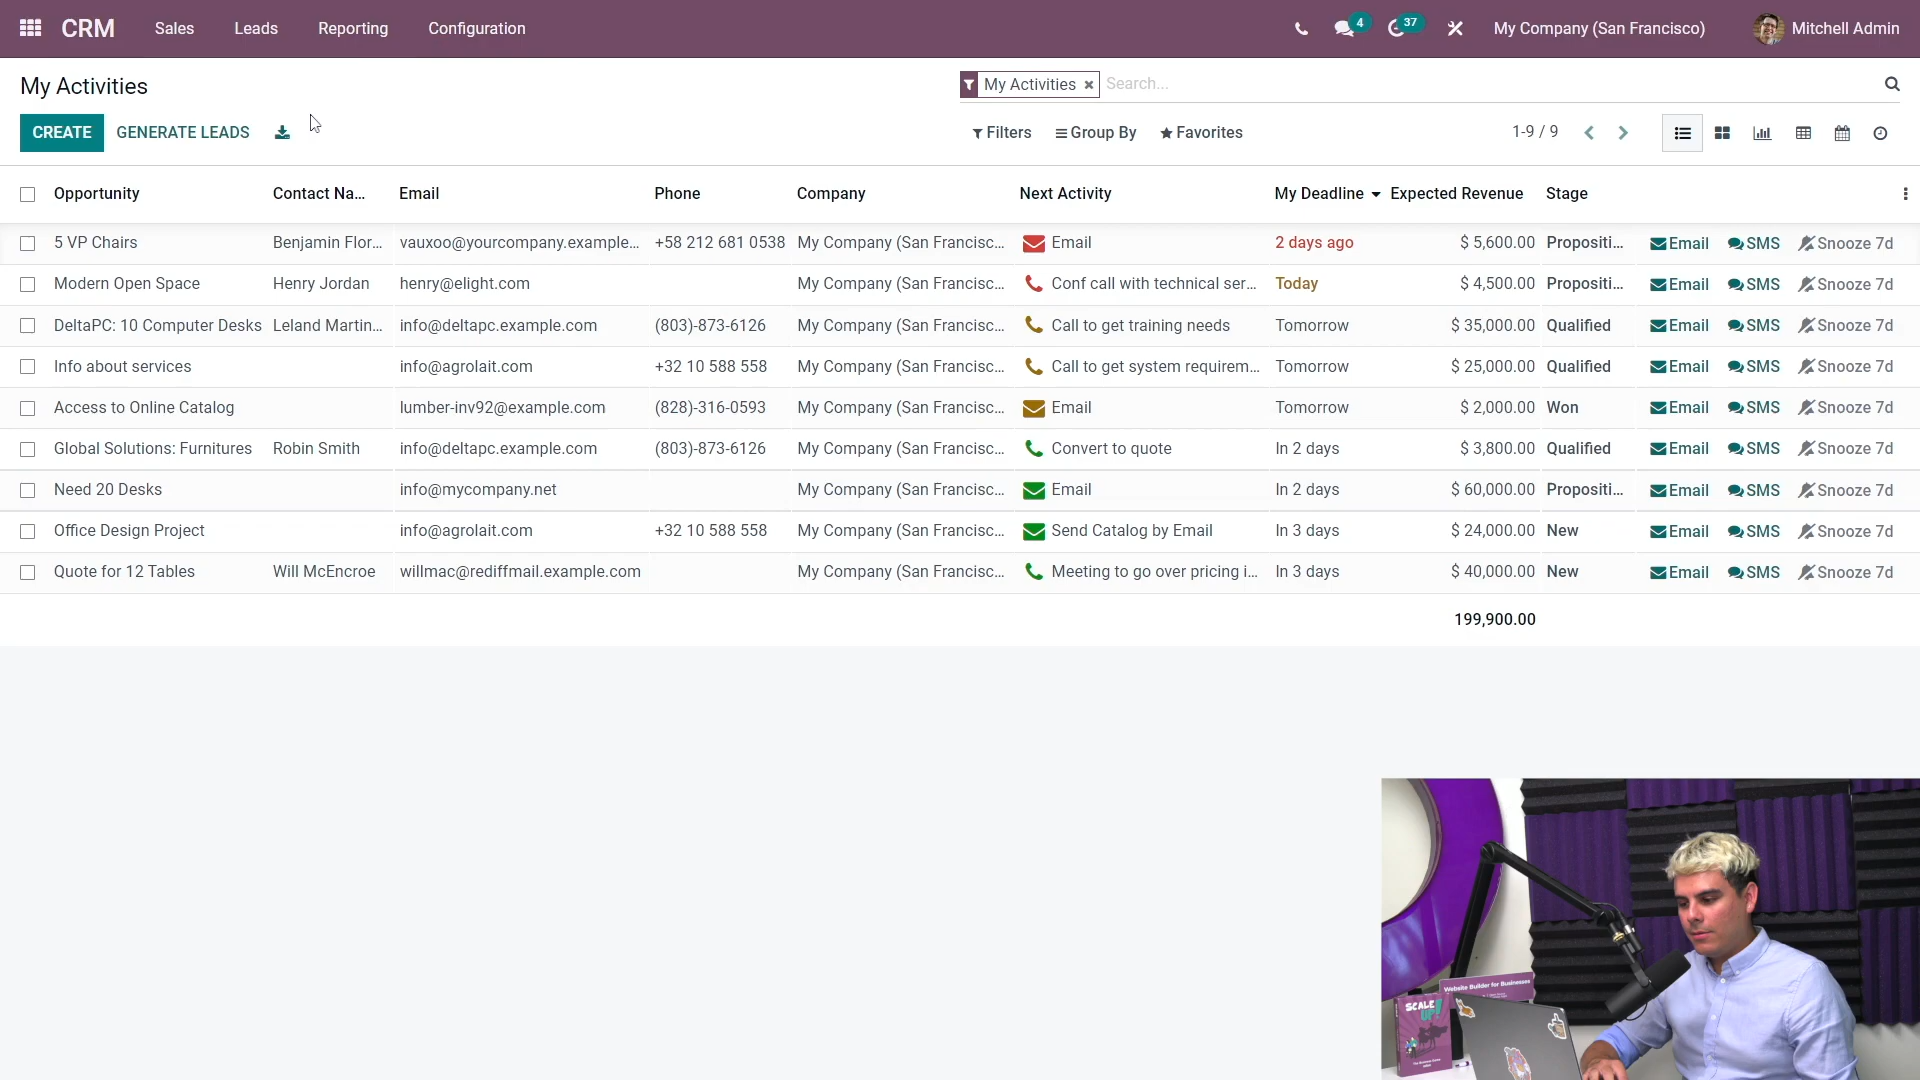 CRM Sales Leads Reporting Configuration 4 37 My Company (San Francisco) Mitchell Admin
My Activities
My Activities × Search...
CREATE GENERATE LEADS
Filters Group By Favorites 1-9 / 9
Opportunity Contact Na... Email Phone Company Next Activity My Deadline Expected Revenue Stage
5 VP Chairs Benjamin Flor... vauxoo@yourcompany.example... +58 212 681 0538 My Company (San Francisc... Email 2 days ago $ 5,600.00 Propositi... Email SMS Snooze 7d
Modern Open Space Henry Jordan henry@elight.com My Company (San Francisc... Conf call with technical ser... Today $ 4,500.00 Propositi... Email SMS Snooze 7d
DeltaPC: 10 Computer Desks Leland Martin... info@deltapc.example.com (803)-873-6126 My Company (San Francisc... Call to get training needs Tomorrow $ 35,000.00 Qualified Email SMS Snooze 7d
Info about services info@agrolait.com +32 10 588 558 My Company (San Francisc... Call to get system requirem... Tomorrow $ 25,000.00 Qualified Email SMS Snooze 7d
Access to Online Catalog lumber-inv92@example.com (828)-316-0593 My Company (San Francisc... Email Tomorrow $ 2,000.00 Won Email SMS Snooze 7d
Global Solutions: Furnitures Robin Smith info@deltapc.example.com (803)-873-6126 My Company (San Francisc... Convert to quote In 2 days $ 3,800.00 Qualified Email SMS Snooze 7d
Need 20 Desks info@mycompany.net My Company (San Francisc... Email In 2 days $ 60,000.00 Propositi... Email SMS Snooze 7d
Office Design Project info@agrolait.com +32 10 588 558 My Company (San Francisc... Send Catalog by Email In 3 days $ 24,000.00 New Email SMS Snooze 7d
Quote for 12 Tables Will McEncroe willmac@rediffmail.example.com My Company (San Francisc... Meeting to go over pricing i... In 3 days $ 40,000.00 New Email SMS Snooze 7d
199,900.00
Website Builder for Businesses
SCALE
UP!